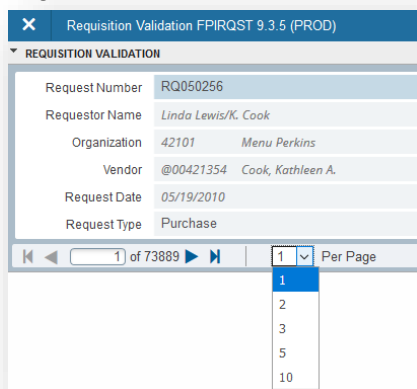 Requisition Validation FPIRQST 9.3.5 (PROD)
REQUISITION VALIDATION
Request Number RQ050256
Requestor Name Linda Lewis/K. Cook
Organization 42101 Menu Perkins
Vendor @00421354 Cook, Kathleen A.
Request Date 05/19/2010
Request Type Purchase
1 of 73889 1 Per Page
1
2
3
5
10